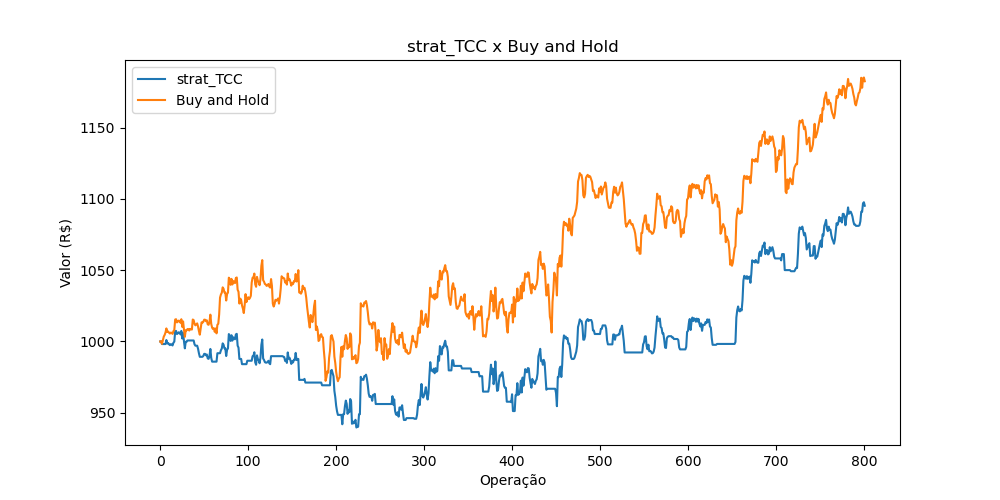 strat_TCC x Buy and Hold
strat_TCC
Buy and Hold
Valor (R$)
1150
1100
1050
1000
950
0 100 200 300 400 500 600 700 800
Operação